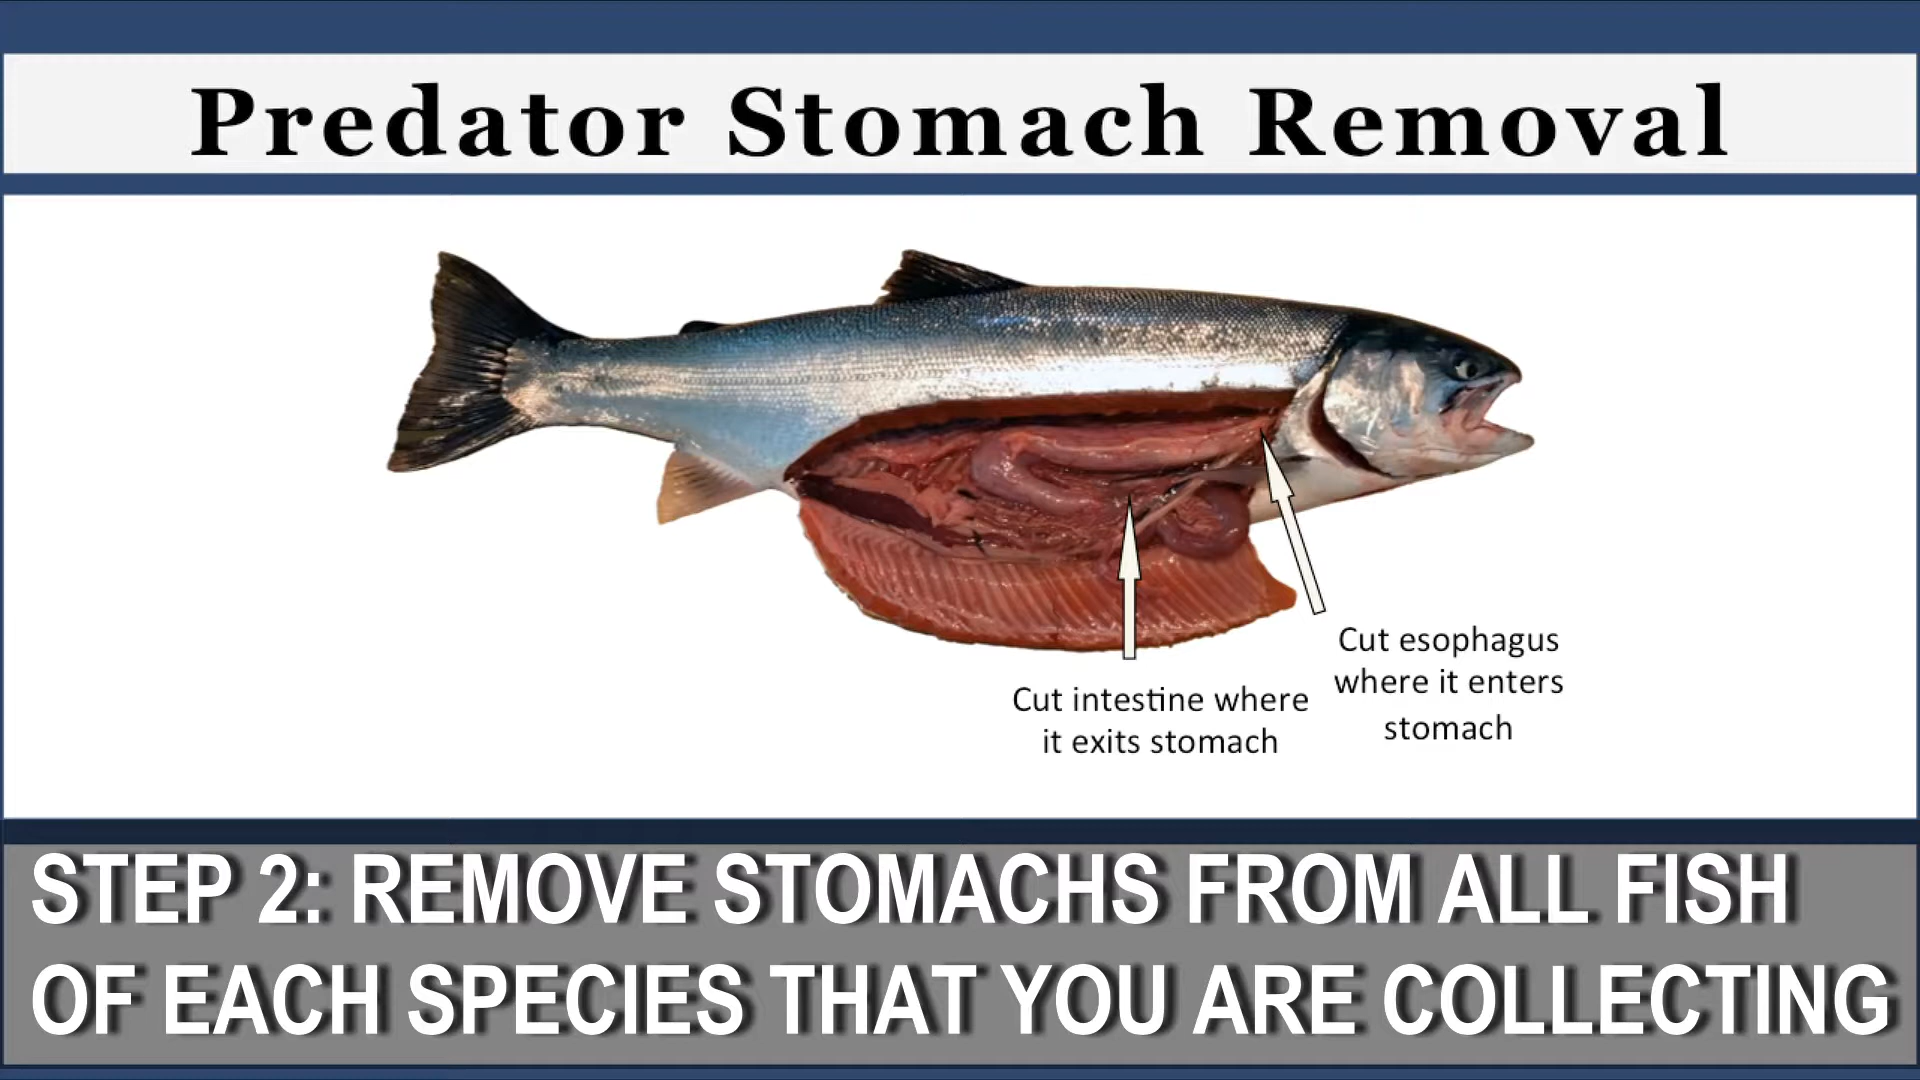 Predator Stomach Removal
Cut esophagus
where it enters
stomach
Cut intestine where
it exits stomach
STEP 2: REMOVE STOMACHS FROM ALL FISH
OF EACH SPECIES THAT YOU ARE COLLECTING